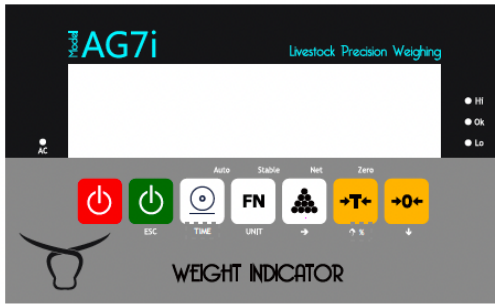 Model AG7i
Livestock Precision Weighing
Hi
Ok
Lo
AC
Auto Stable Net Zero
FN →T← →0←
ESC TIME UNIT → % ↓
WEIGHT INDICATOR